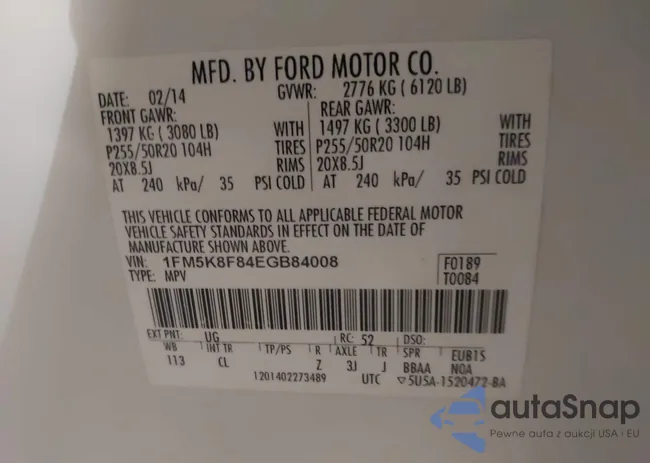 MFD. BY FORD MOTOR CO.
DATE: 02/14 GVWR: 2776 KG ( 6120 LB)
FRONT GAWR: REAR GAWR:
1397 KG ( 3080 LB) WITH 1497 KG ( 3300 LB) WITH
P255/50R20 104H TIRES P255/50R20 104H TIRES
20X8.5J RIMS 20X8.5J RIMS
AT 240 kPa/ 35 PSI COLD AT 240 kPa/ 35 PSI COLD
THIS VEHICLE CONFORMS TO ALL APPLICABLE FEDERAL MOTOR
VEHICLE SAFETY STANDARDS IN EFFECT ON THE DATE OF
MANUFACTURE SHOWN ABOVE.
VIN: 1FM5K8F84EGB84008 F0189
TYPE: MPV T0084
EXT PNT: UG RC: 52 DSO:
WB INT TR TP/PS R AXLE TR SPR EUB1S
113 CL Z 3J J BBAA NOA
1201402273489 UTC ▽5U5A-1520472-BA
autoSnap
Pewne auta z aukcji USA i EU